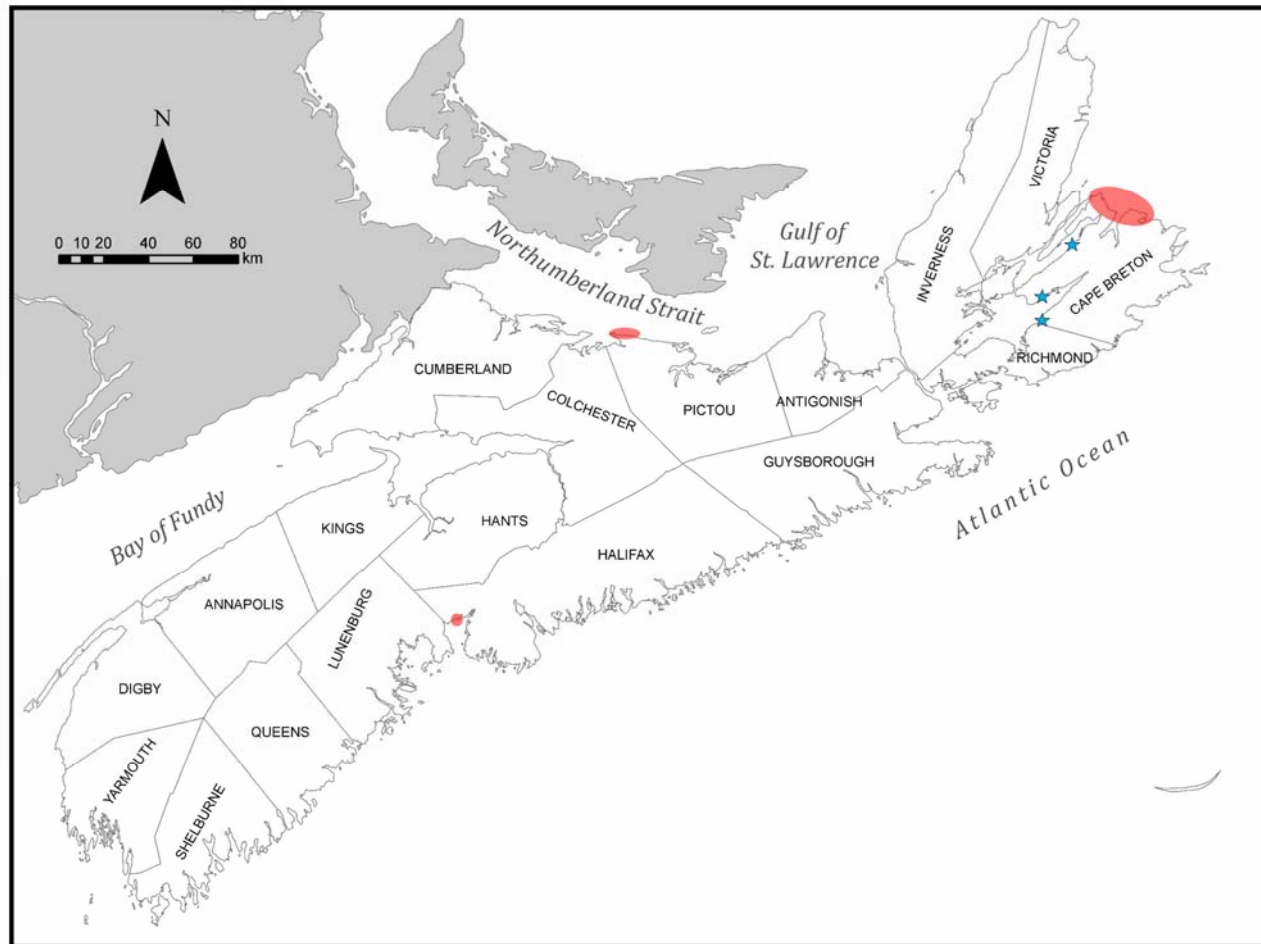 N
0 10 20 40 60 80
km
Northumberland Strait
Gulf of
St. Lawrence
VICTORIA
INVERNESS
CAPE BRETON
RICHMOND
CUMBERLAND
COLCHESTER
PICTOU
ANTIGONISH
GUYSBOROUGH
Atlantic Ocean
Bay of Fundy
KINGS
HANTS
HALIFAX
ANNAPOLIS
LUNENBURG
DIGBY
QUEENS
YARMOUTH
SHELBURNE